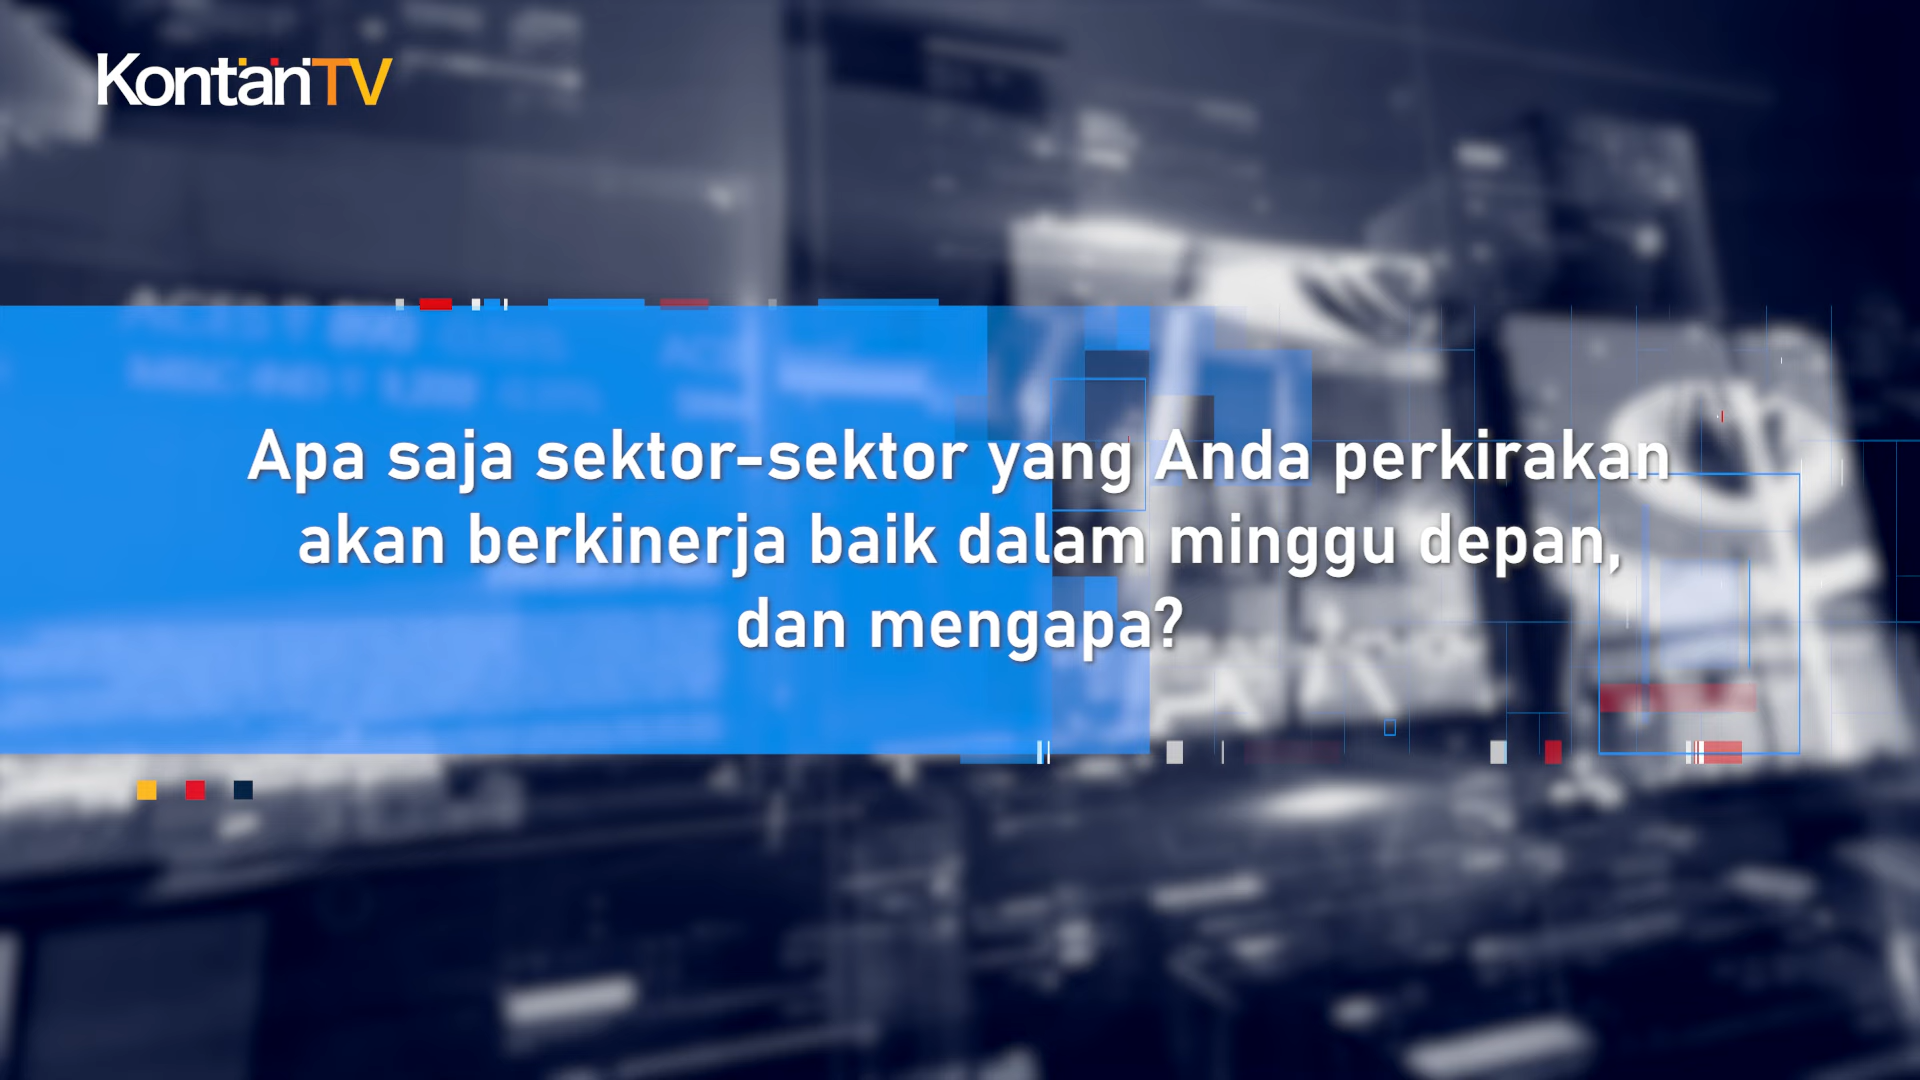 KontanTV
Apa saja sektor-sektor yang Anda perkirakan
akan berkinerja baik dalam minggu depan,
dan mengapa?